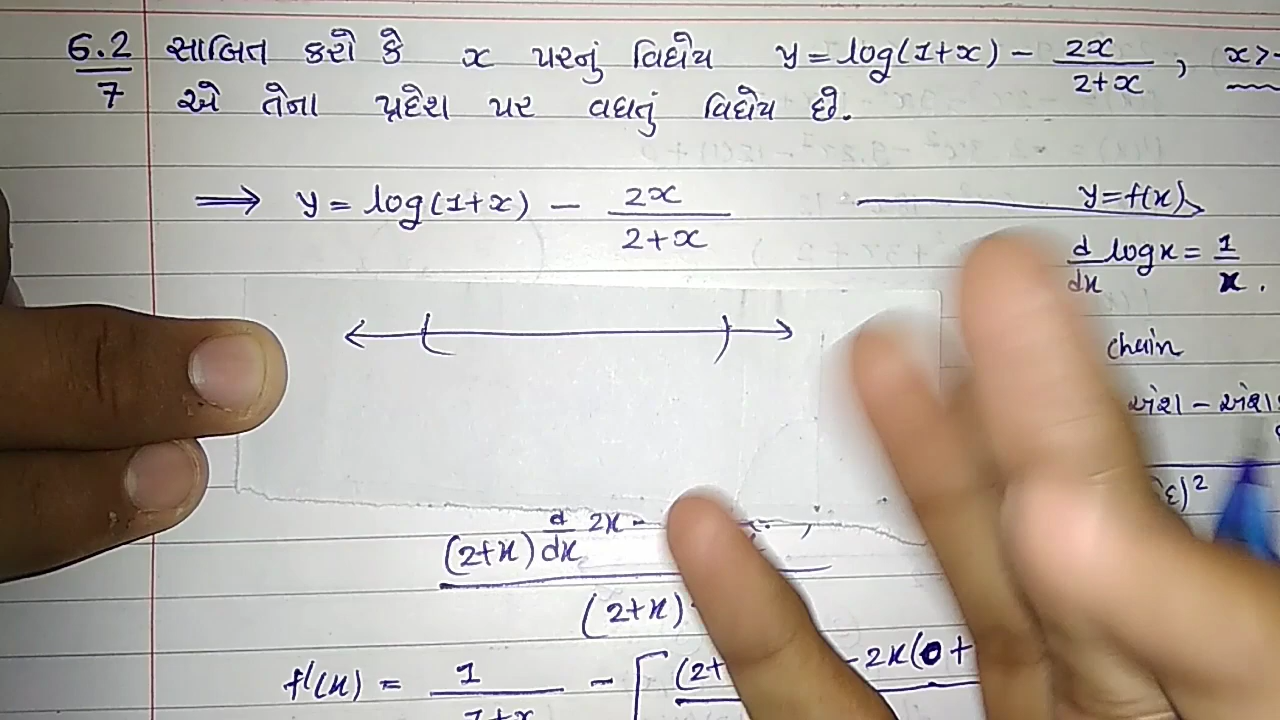 6.2/7 સાબિત કરો કે x પરનું વિધેય y = log(1+x) - 2x/(2+x), x>-
એ તેના પ્રદેશ પર વધતું વિધેય છે.
⟹ y = log(1+x) - 2x/(2+x)
y=f(x)
d/dx log x = 1/x.
chain
(2+x) d/dx 2x -
(2+x)
f'(x) = 1/1+x - [(2+ - 2x(0+